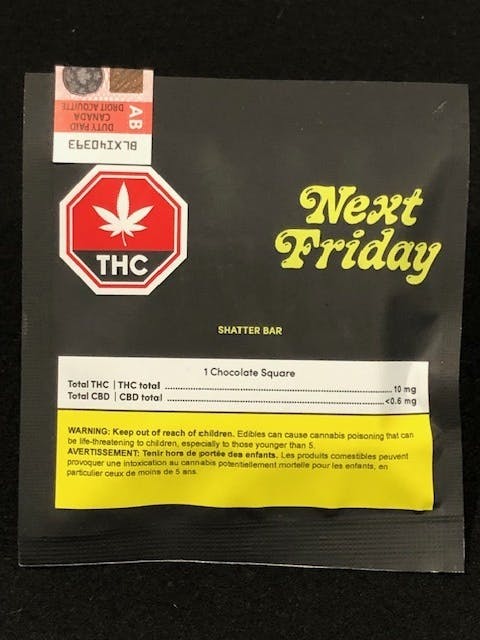 AB
DUTY PAID
CANADA
DROIT ACQUITTÉ
BLXI40393
THC
Next
Friday
SHATTER BAR
1 Chocolate Square
Total THC | THC total ........ 10 mg
Total CBD | CBD total ........ <0.6 mg
WARNING: Keep out of reach of children. Edibles can cause cannabis poisoning that can
be life-threatening to children, especially to those younger than 5.
AVERTISSEMENT: Tenir hors de portée des enfants. Les produits comestibles peuvent
provoquer une intoxication au cannabis potentiellement mortelle pour les enfants, en
particulier ceux de moins de 5 ans.